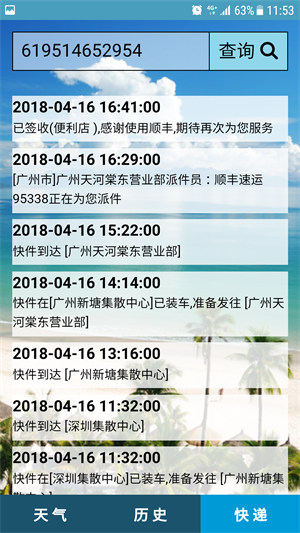 4G+ 63% 11:53
619514652954 查询
2018-04-16 16:41:00
已签收(便利店 ),感谢使用顺丰,期待再次为您服务
2018-04-16 16:29:00
[广州市]广州天河棠东营业部派件员：顺丰速运
95338正在为您派件
2018-04-16 15:22:00
快件到达 [广州天河棠东营业部]
2018-04-16 14:14:00
快件在[广州新塘集散中心]已装车,准备发往 [广州天
河棠东营业部]
2018-04-16 13:16:00
快件到达 [广州新塘集散中心]
2018-04-16 11:32:00
快件到达 [深圳集散中心]
2018-04-16 11:32:00
快件在[深圳集散中心]已装车,准备发往 [广州新塘集
散中心]
天气 历史 快递